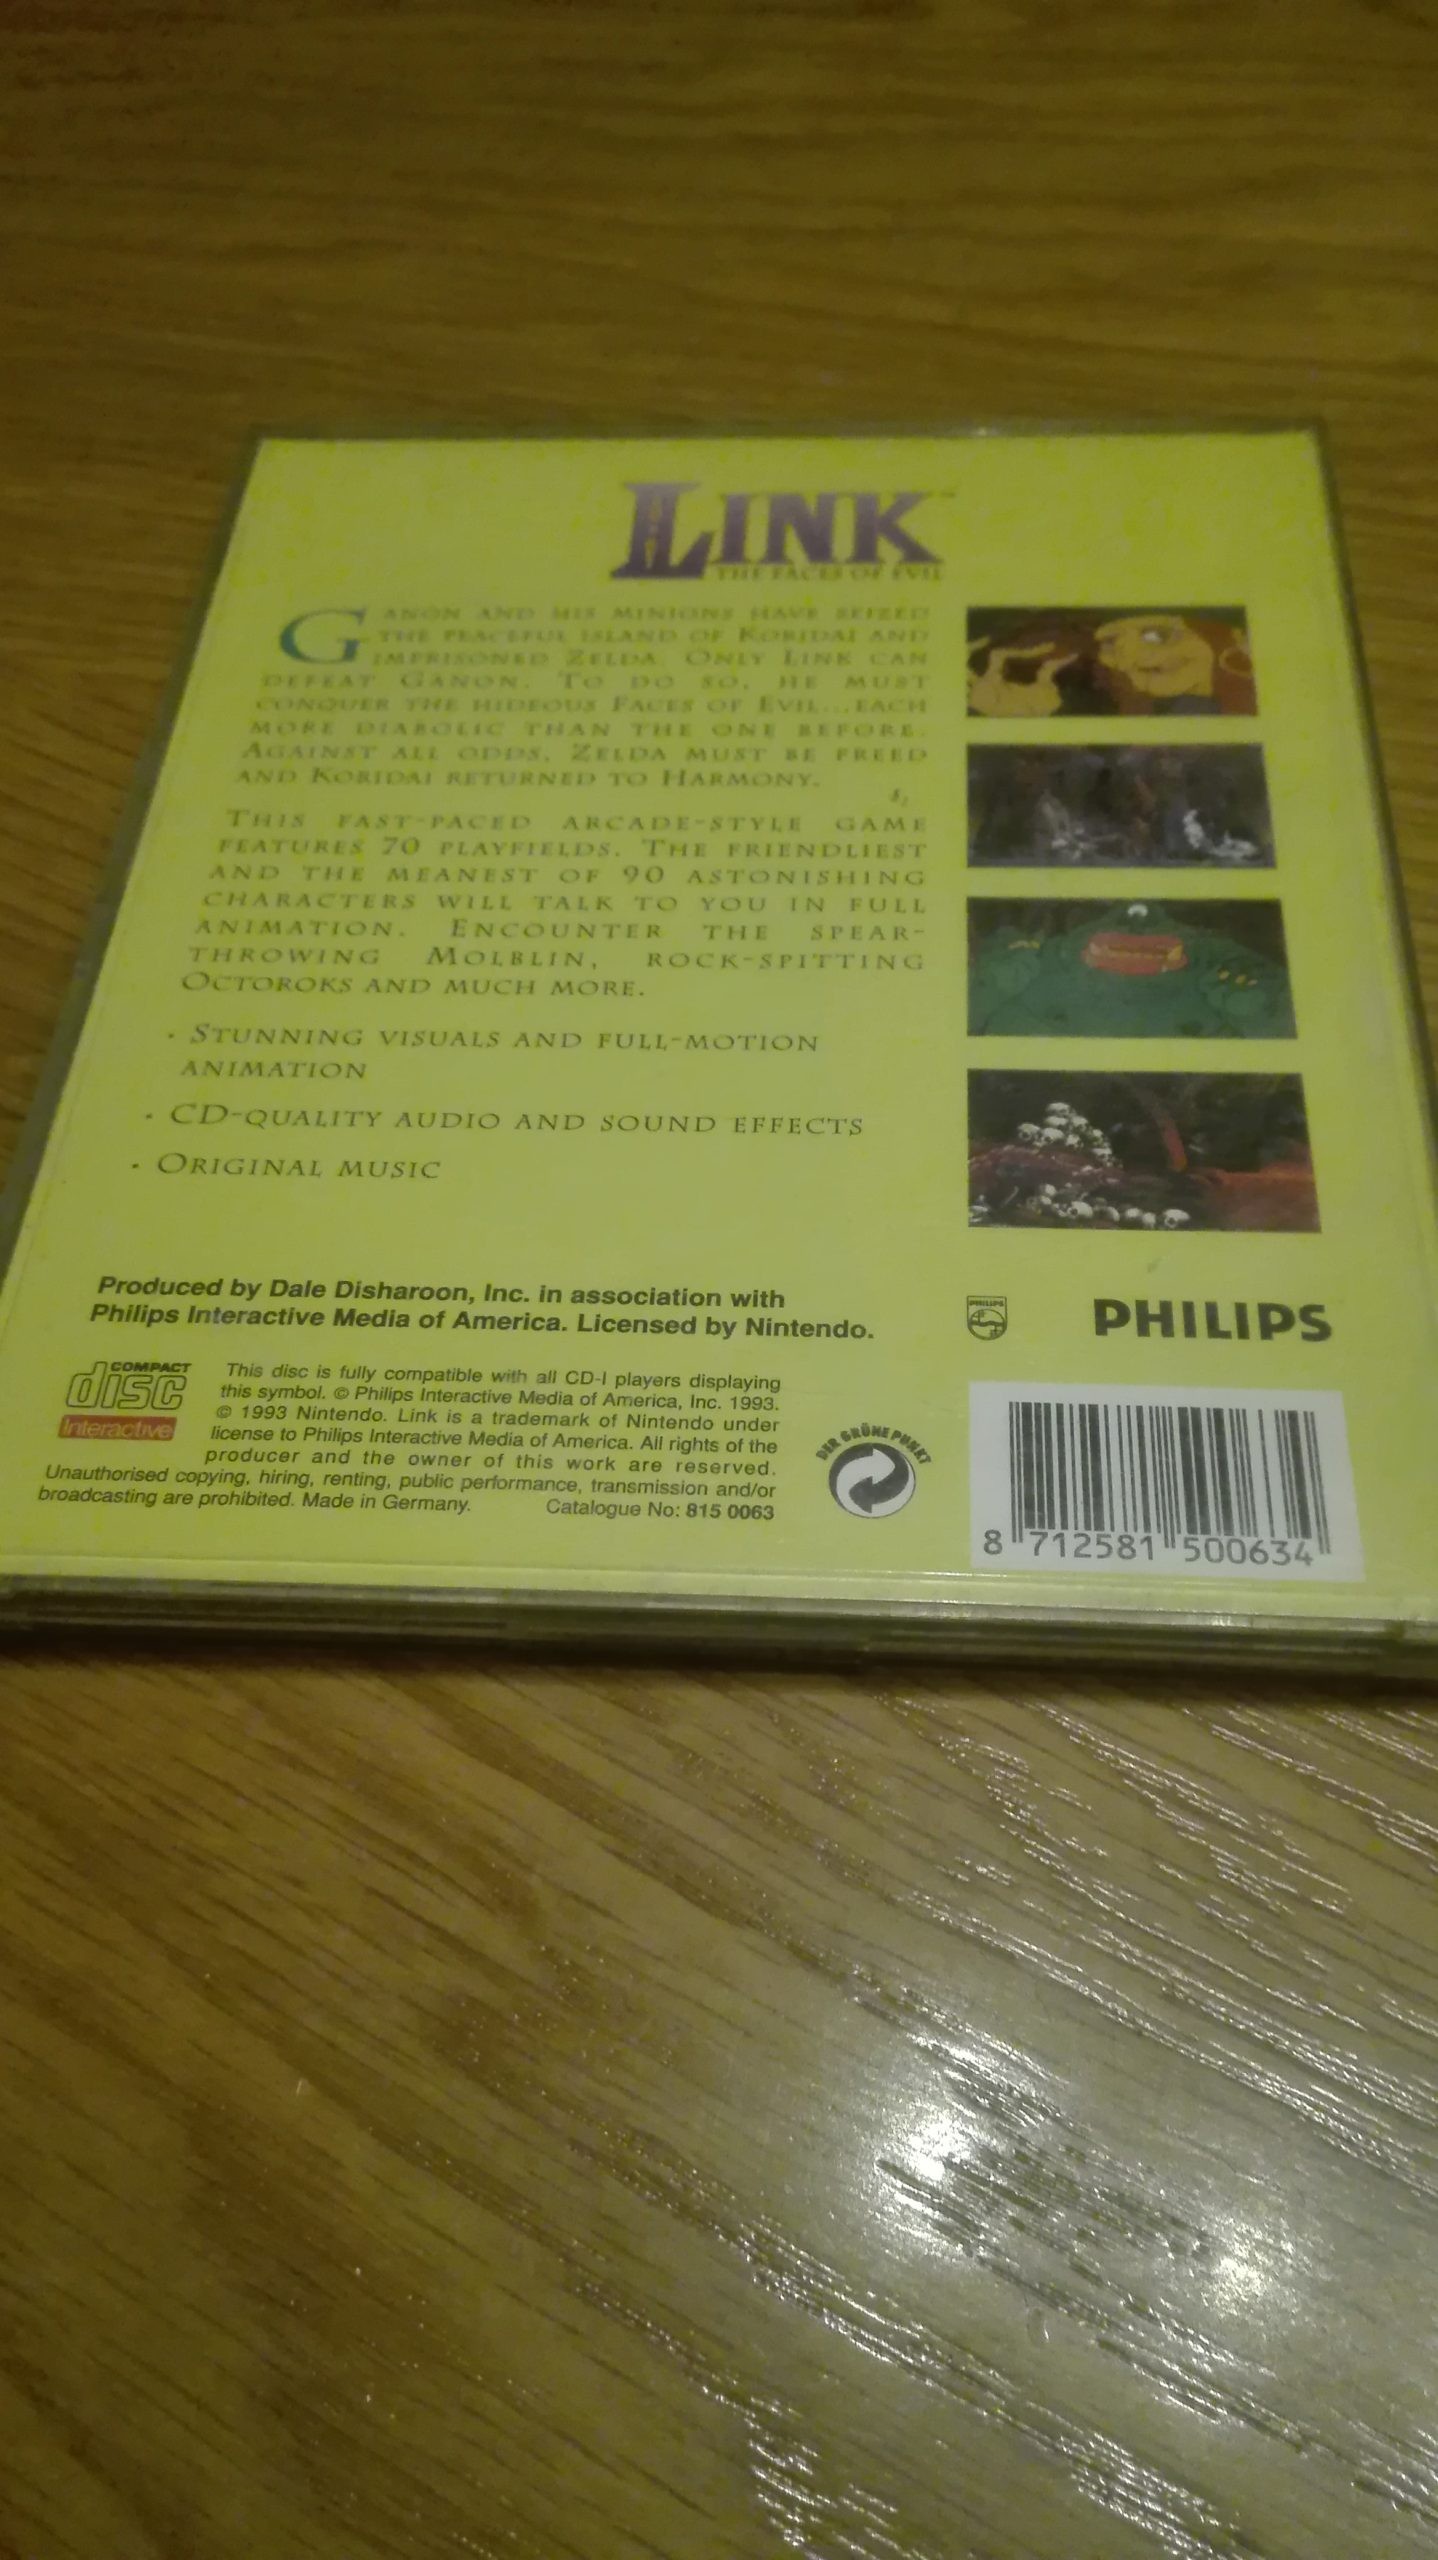 LINK™
THE FACES OF EVIL
GANON AND HIS MINIONS HAVE SEIZED
THE PEACEFUL ISLAND OF KORIDAI AND
IMPRISONED ZELDA. ONLY LINK CAN
DEFEAT GANON. TO DO SO, HE MUST
CONQUER THE HIDEOUS FACES OF EVIL...EACH
MORE DIABOLIC THAN THE ONE BEFORE.
AGAINST ALL ODDS, ZELDA MUST BE FREED
AND KORIDAI RETURNED TO HARMONY.
THIS FAST-PACED ARCADE-STYLE GAME
FEATURES 70 PLAYFIELDS. THE FRIENDLIEST
AND THE MEANEST OF 90 ASTONISHING
CHARACTERS WILL TALK TO YOU IN FULL
ANIMATION. ENCOUNTER THE SPEAR-
THROWING MOLBLIN, ROCK-SPITTING
OCTOROKS AND MUCH MORE.
· STUNNING VISUALS AND FULL-MOTION
ANIMATION
· CD-QUALITY AUDIO AND SOUND EFFECTS
· ORIGINAL MUSIC
Produced by Dale Disharoon, Inc. in association with
Philips Interactive Media of America. Licensed by Nintendo.
PHILIPS
PHILIPS
COMPACT
disc
Interactive
This disc is fully compatible with all CD-I players displaying
this symbol. © Philips Interactive Media of America, Inc. 1993.
© 1993 Nintendo. Link is a trademark of Nintendo under
license to Philips Interactive Media of America. All rights of the
producer and the owner of this work are reserved.
Unauthorised copying, hiring, renting, public performance, transmission and/or
broadcasting are prohibited. Made in Germany. Catalogue No: 815 0063
DER GRÜNE PUNKT
8 712581 500634